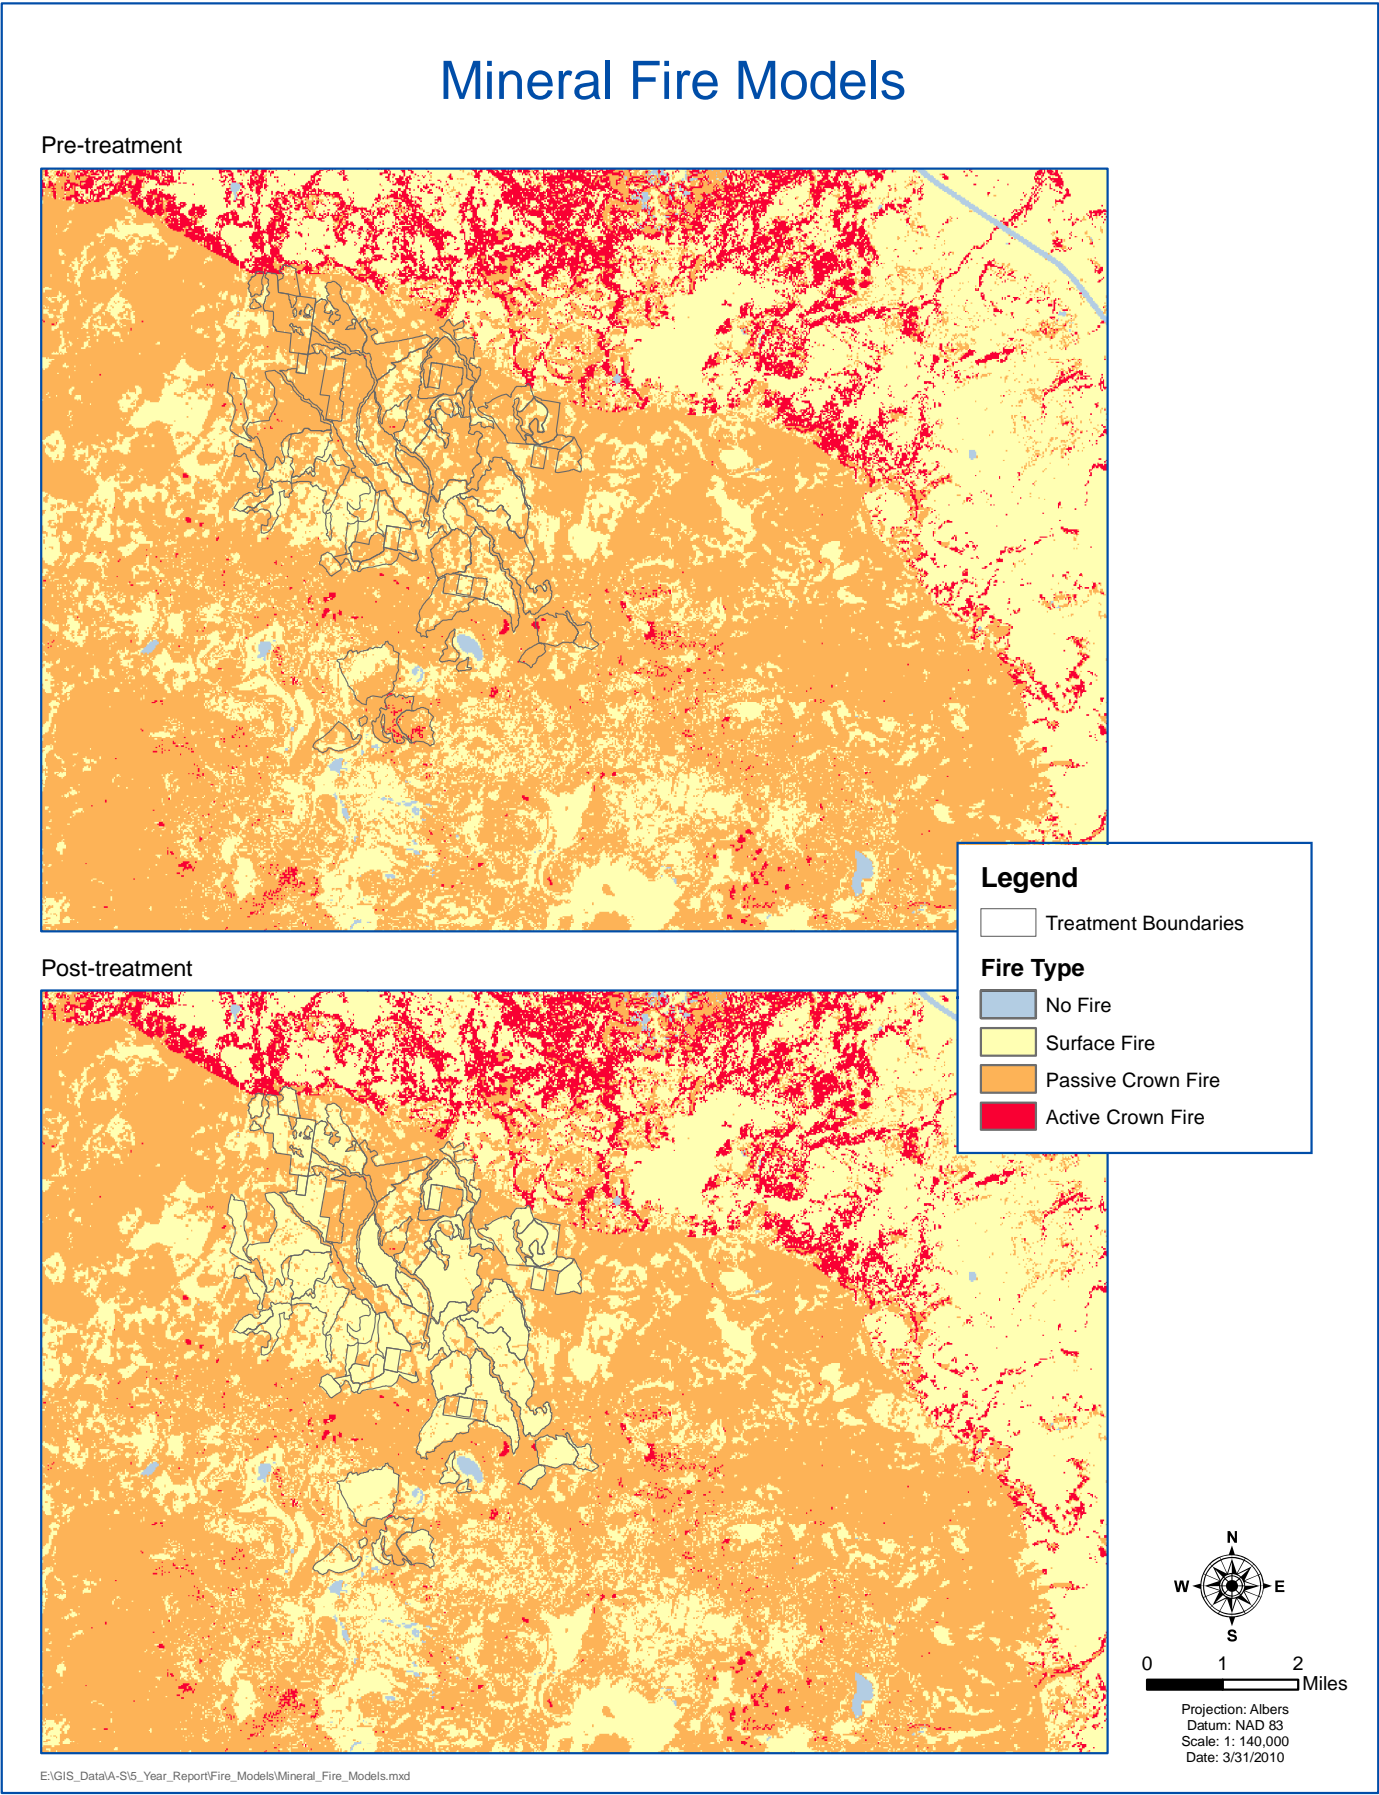 Mineral Fire Models
Pre-treatment
Legend
Treatment Boundaries
Fire Type
No Fire
Surface Fire
Passive Crown Fire
Active Crown Fire
Post-treatment
N
W E
S
0 1 2
Miles
Projection: Albers
Datum: NAD 83
Scale: 1: 140,000
Date: 3/31/2010
E:\GIS_Data\A-S\5_Year_Report\Fire_Models\Mineral_Fire_Models.mxd